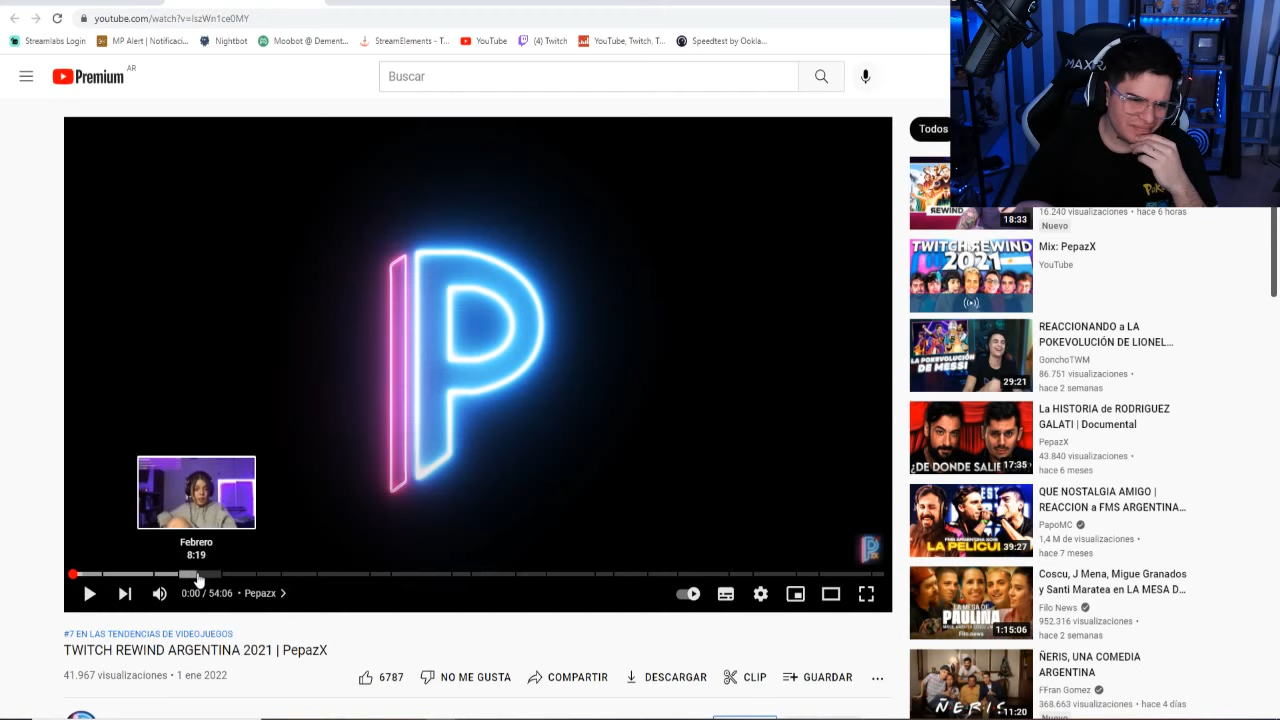 youtube.com/watch?v=IszWn1ce0MY
Streamlabs Login
MP Alert | Notificaci...
Nightbot
Moobot @ Dement...
StreamElements - ...
YouTube
(4) Twitch
YouTube, Twitch, T...
Speedtest by Ookla...
Premium AR
Buscar
MAXR
Todos
REWIND
18:33
16.240 visualizaciones • hace 6 horas
Nuevo
TWITCH REWIND
2021
Mix: PepazX
YouTube
LA POKEVOLUCIÓN
DE MESSI
29:21
REACCIONANDO a LA
POKEVOLUCIÓN DE LIONEL...
GonchoTWM
86.751 visualizaciones •
hace 2 semanas
¿DE DONDE SALIE
17:35
La HISTORIA de RODRIGUEZ
GALATI | Documental
PepazX
43.840 visualizaciones •
hace 6 meses
LA PELICUL
39:27
QUE NOSTALGIA AMIGO |
REACCION a FMS ARGENTINA...
PapoMC
1,4 M de visualizaciones •
hace 7 meses
LA MESA DE
PAULINA
Filo.news
1:15:06
Coscu, J Mena, Migue Granados
y Santi Maratea en LA MESA D...
Filo News
952.316 visualizaciones •
hace 2 semanas
ÑERIS
11:20
ÑERIS, UNA COMEDIA
ARGENTINA
FFran Gomez
368.663 visualizaciones • hace 4 días
Nuevo
Febrero
8:19
0:00 / 54:06 • Pepazx
#7 EN LAS TENDENCIAS DE VIDEOJUEGOS
TWITCH REWIND ARGENTINA 2021 | PepazX
41.967 visualizaciones • 1 ene 2022
NO ME GUSTA
COMPARTIR
DESCARGAR
CLIP
GUARDAR